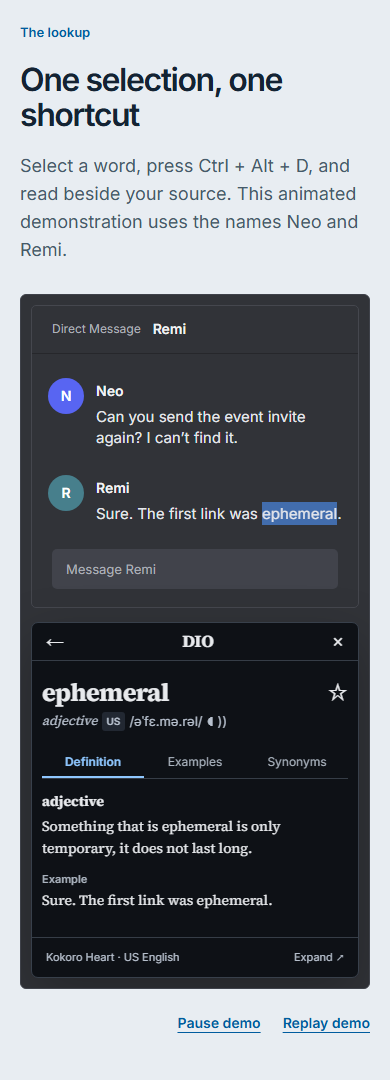 The lookup
One selection, one
shortcut
Select a word, press Ctrl + Alt + D, and
read beside your source. This animated
demonstration uses the names Neo and
Remi.
Direct Message Remi
N
Neo
Can you send the event invite
again? I can’t find it.
R
Remi
Sure. The first link was ephemeral.
Message Remi
← DIO ×
ephemeral ☆
adjective US /əˈfɛ.mə.rəl/
Definition Examples Synonyms
adjective
Something that is ephemeral is only
temporary, it does not last long.
Example
Sure. The first link was ephemeral.
Kokoro Heart · US English Expand ↗
Pause demo Replay demo